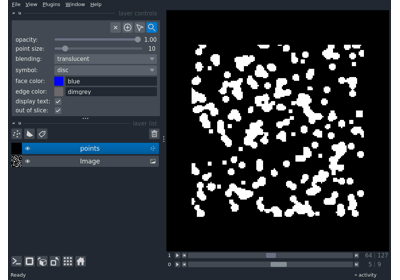 File View Plugins Window Help
layer controls
opacity: 1.00
point size: 10
blending: translucent
symbol: disc
face color: blue
edge color: dimgrey
display text:
out of slice:
layer list
points
Image
1 64 127
0 5 9
Ready activity